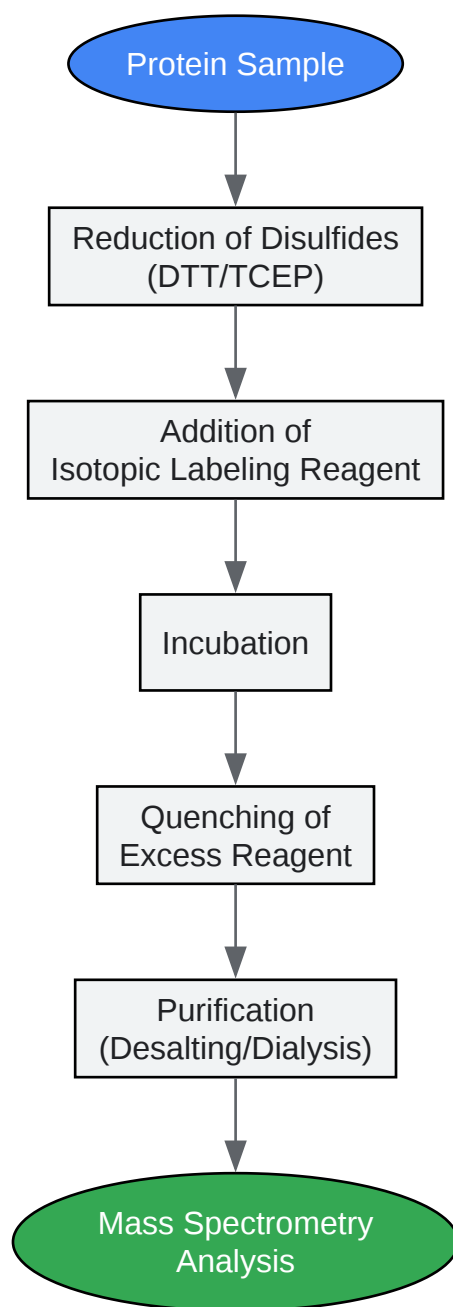 Protein Sample
Reduction of Disulfides
(DTT/TCEP)
Addition of
Isotopic Labeling Reagent
Incubation
Quenching of
Excess Reagent
Purification
(Desalting/Dialysis)
Mass Spectrometry
Analysis